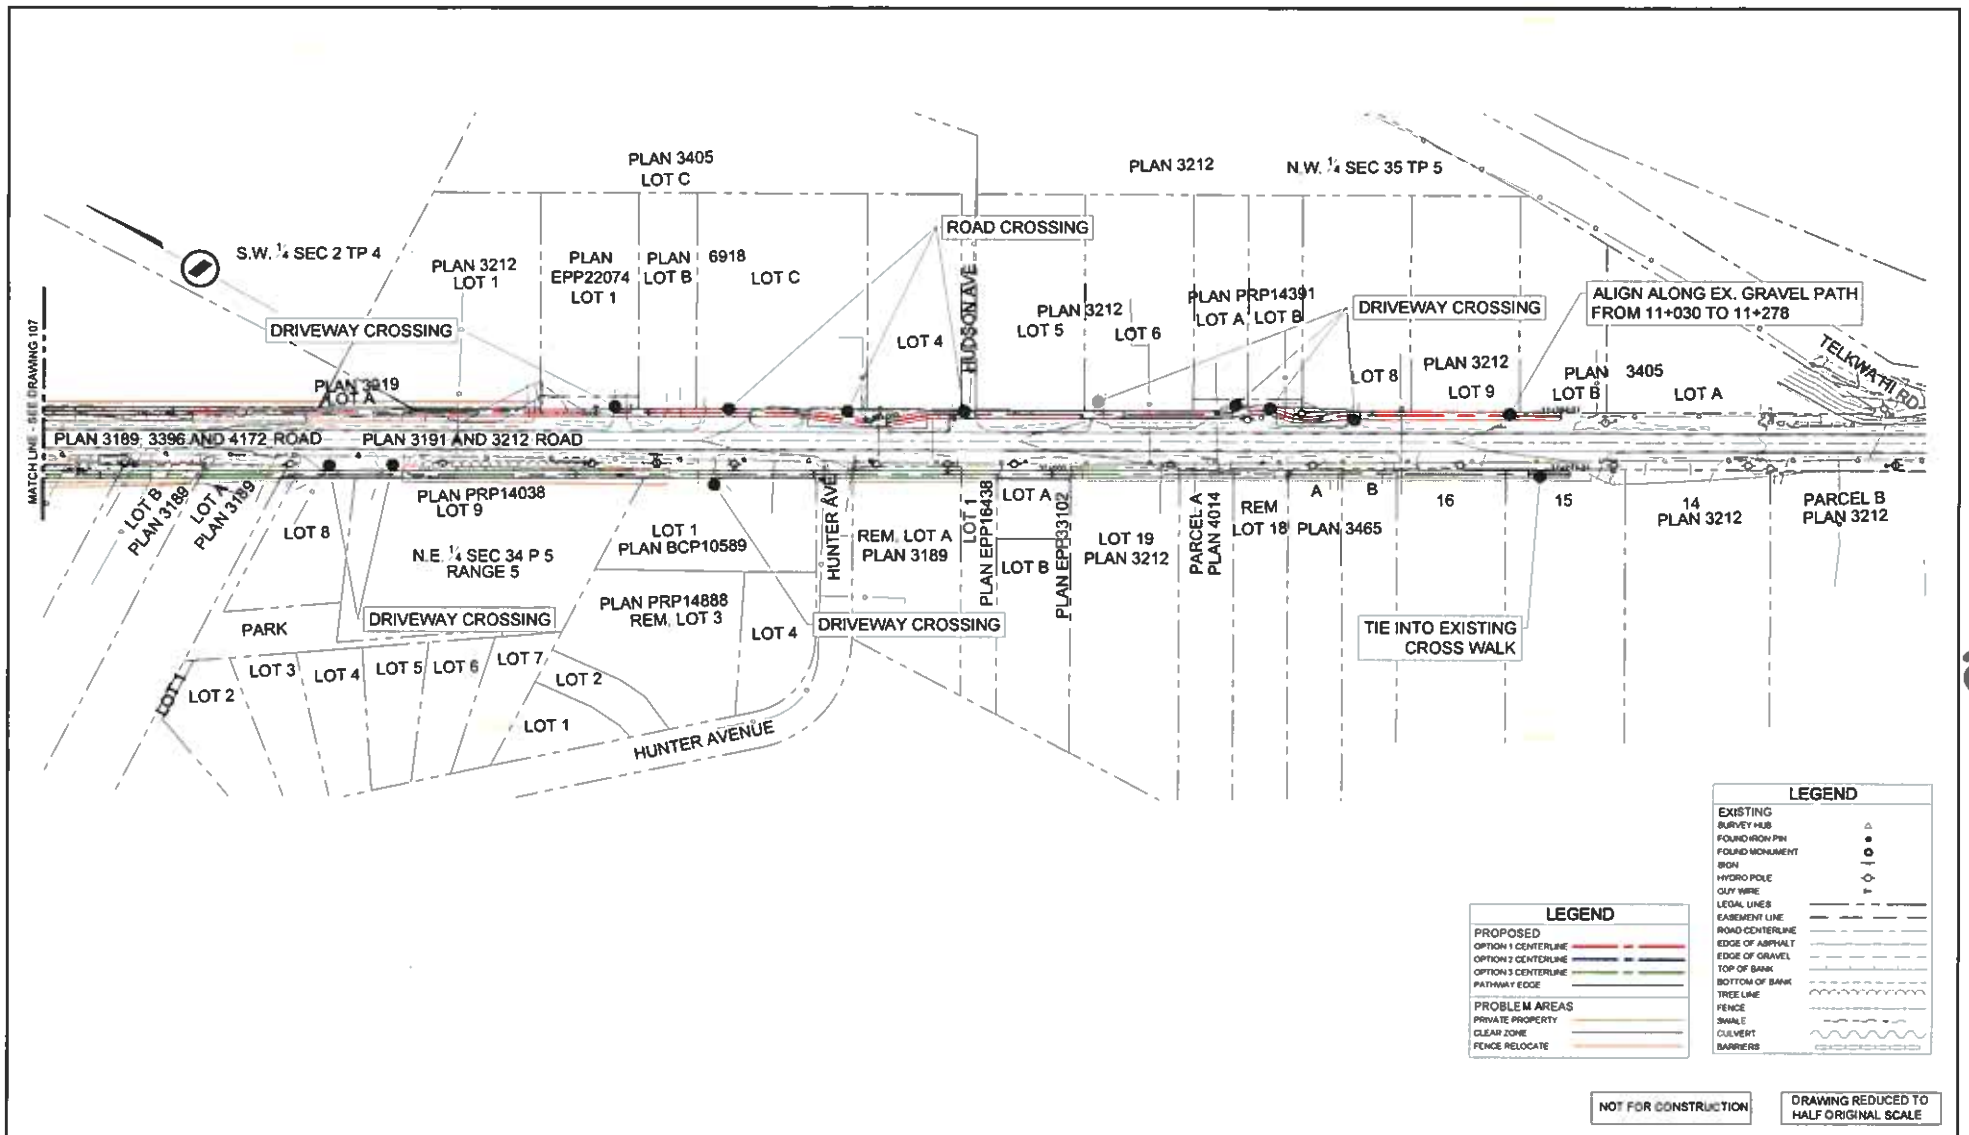 PLAN 3405
LOT C
PLAN 3212
N.W. ¼ SEC 35 TP 5
ROAD CROSSING
S.W. ¼ SEC 2 TP 4
PLAN 3212
LOT 1
PLAN
EPP22074
LOT 1
PLAN
LOT B
6918
LOT C
HUDSON AVE
PLAN 3212
LOT 5
LOT 6
LOT 4
PLAN PRP14391
LOT A
LOT B
DRIVEWAY CROSSING
ALIGN ALONG EX. GRAVEL PATH
FROM 11+030 TO 11+278
DRIVEWAY CROSSING
LOT 8
PLAN 3212
LOT 9
PLAN 3405
LOT B
LOT A
TELKWA HI RD
MATCH LINE - SEE DRAWING 107
LOT A
PLAN 3189, 3396 AND 4172 ROAD
PLAN 3191 AND 3212 ROAD
LOT B
PLAN 3189
LOT A
PLAN 3189
LOT 8
PLAN PRP14038
LOT 9
N.E. ¼ SEC 34 P 5
RANGE 5
LOT 1
PLAN BCP10589
HUNTER AVE
REM. LOT A
PLAN 3189
LOT 1
PLAN EPP16438
LOT A
LOT B
PLAN EPP33102
LOT 19
PLAN 3212
PARCEL A
PLAN 4014
REM
LOT 18
A
B
PLAN 3465
16
15
14
PLAN 3212
PARCEL B
PLAN 3212
PARK
DRIVEWAY CROSSING
PLAN PRP14888
REM. LOT 3
LOT 4
DRIVEWAY CROSSING
TIE INTO EXISTING
CROSS WALK
LOT 1
LOT 2
LOT 3
LOT 4
LOT 5
LOT 6
LOT 7
LOT 2
LOT 1
HUNTER AVENUE
LEGEND
PROPOSED
OPTION 1 CENTERLINE
OPTION 2 CENTERLINE
OPTION 3 CENTERLINE
PATHWAY EDGE
PROBLEM AREAS
PRIVATE PROPERTY
CLEAR ZONE
FENCE RELOCATE
LEGEND
EXISTING
SURVEY HUB
FOUND IRON PIN
FOUND MONUMENT
SIGN
HYDRO POLE
GUY WIRE
LEGAL LINES
EASEMENT LINE
ROAD CENTERLINE
EDGE OF ASPHALT
EDGE OF GRAVEL
TOP OF BANK
BOTTOM OF BANK
TREE LINE
FENCE
SWALE
CULVERT
BARRIERS
NOT FOR CONSTRUCTION
DRAWING REDUCED TO
HALF ORIGINAL SCALE